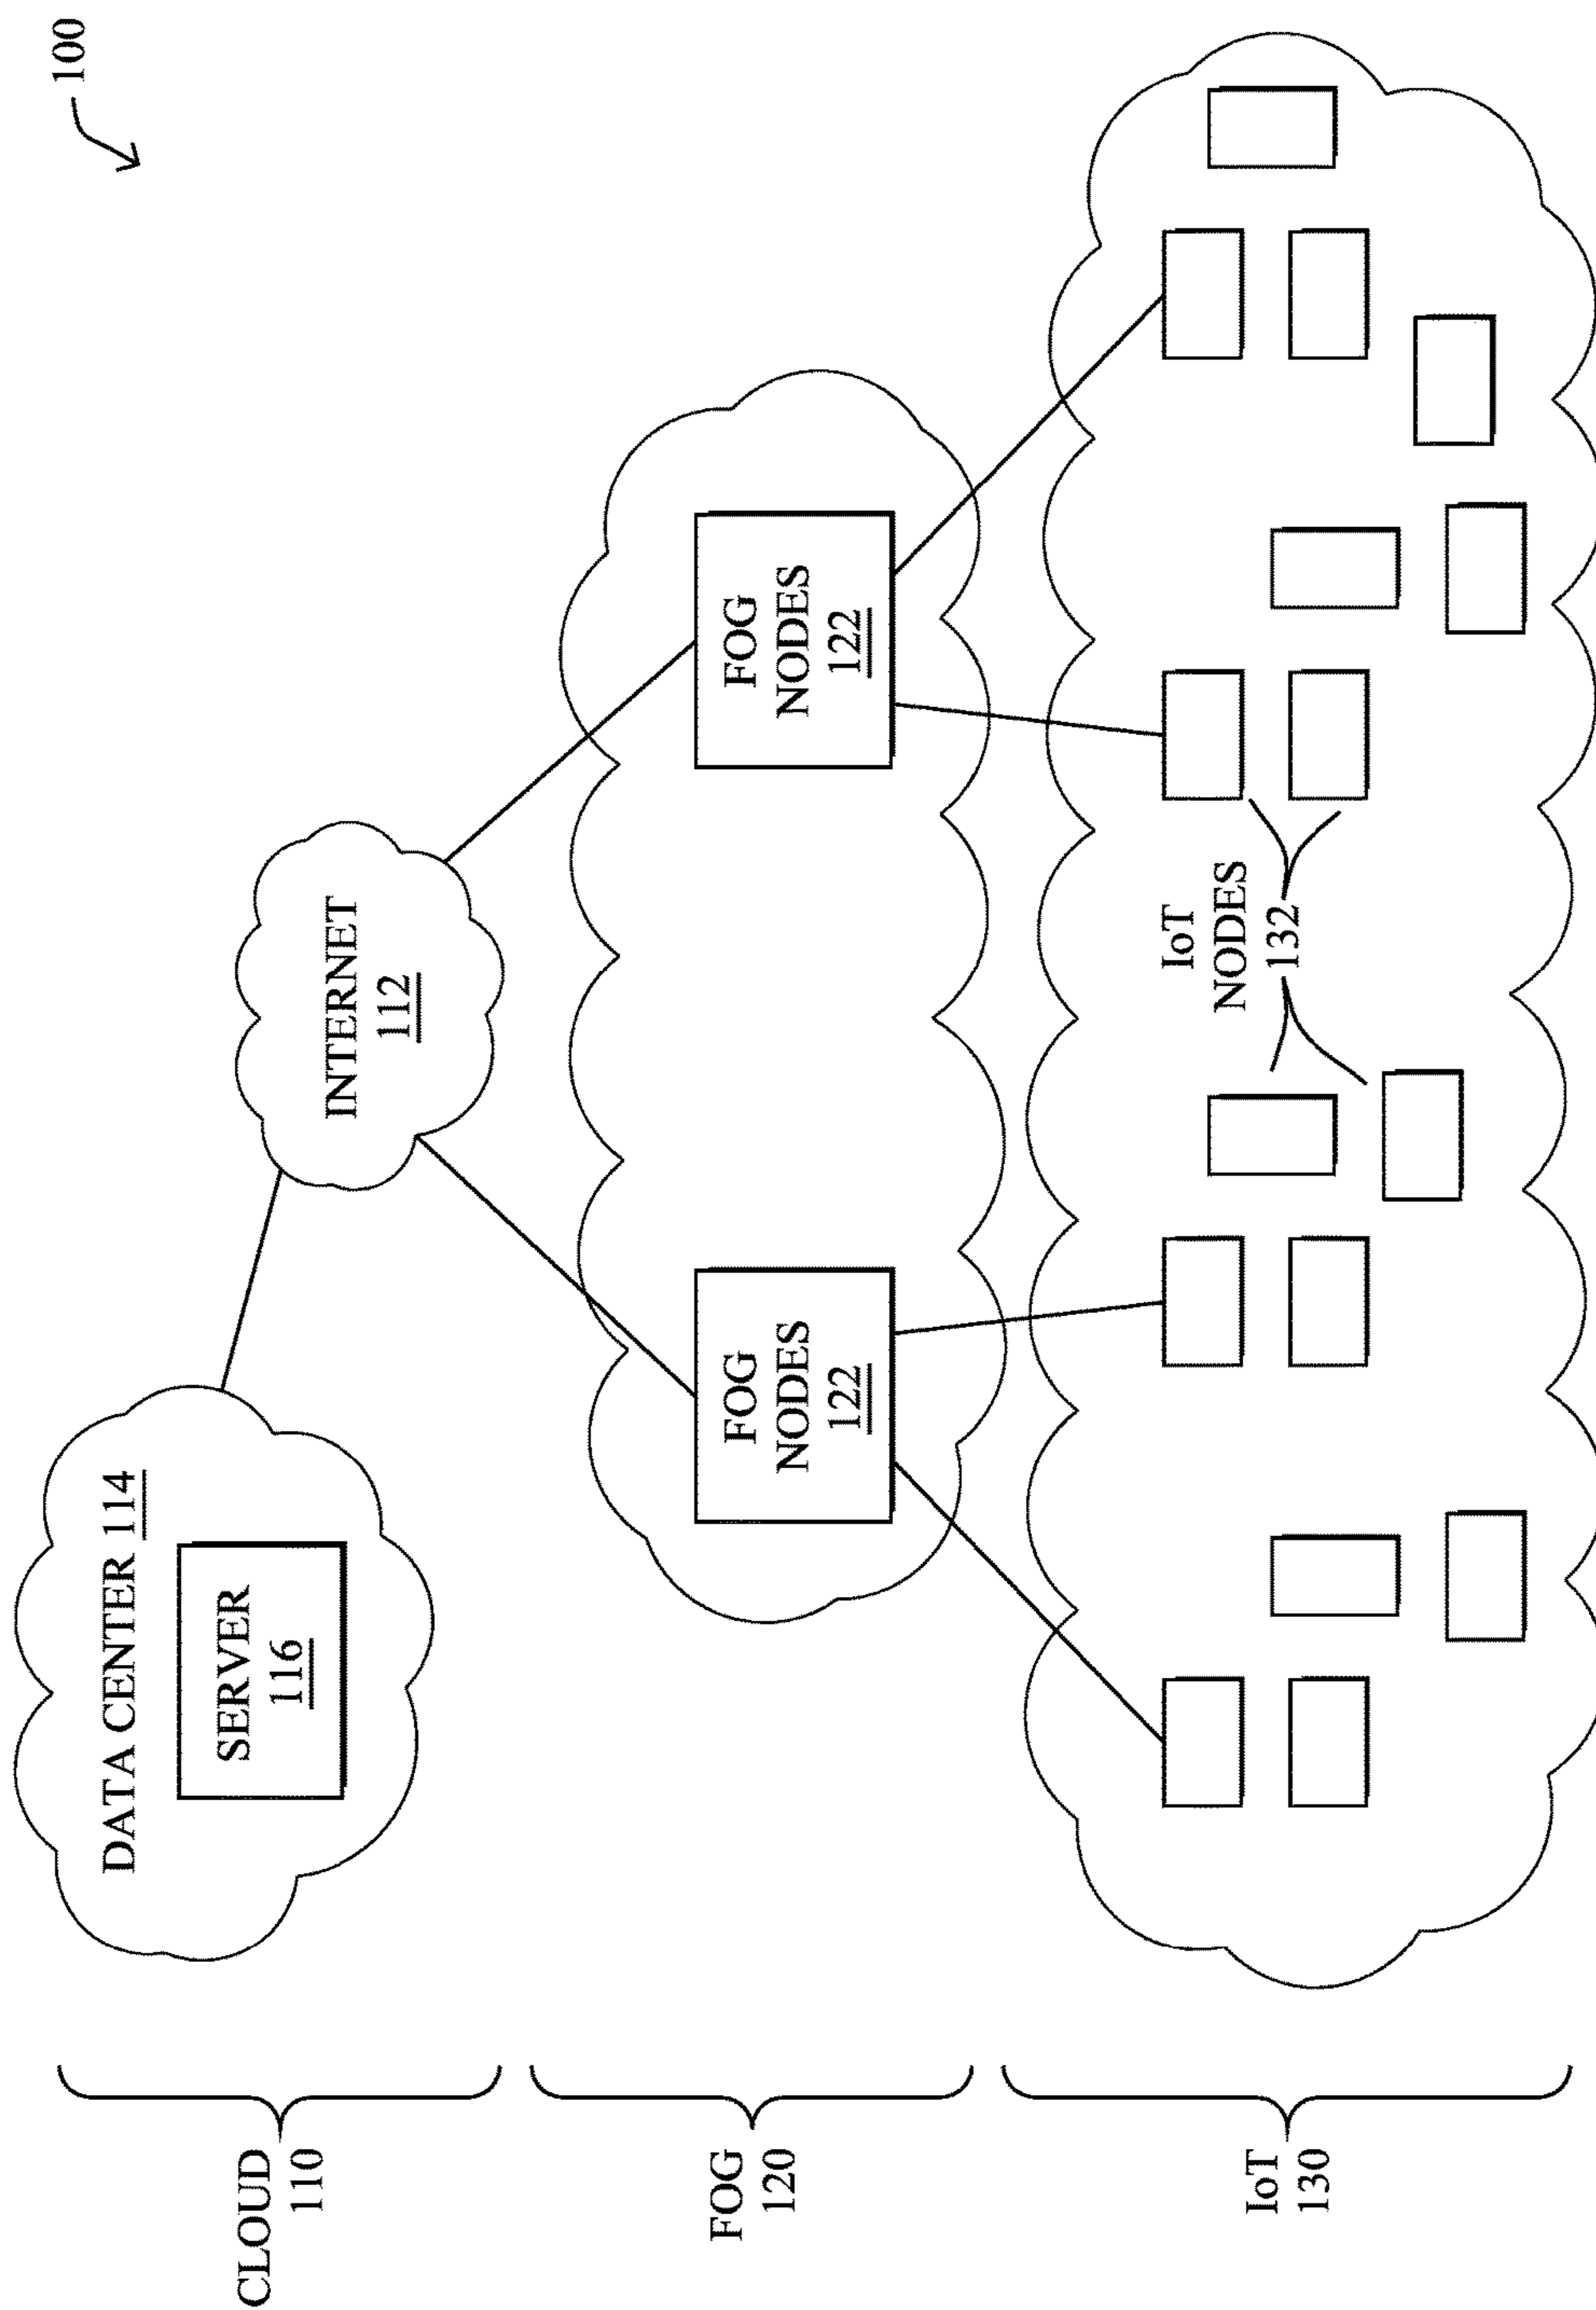 100
CLOUD
110
DATA CENTER 114
SERVER
116
INTERNET
112
FOG
120
FOG
NODES
122
FOG
NODES
122
IoT
130
IoT
NODES
132